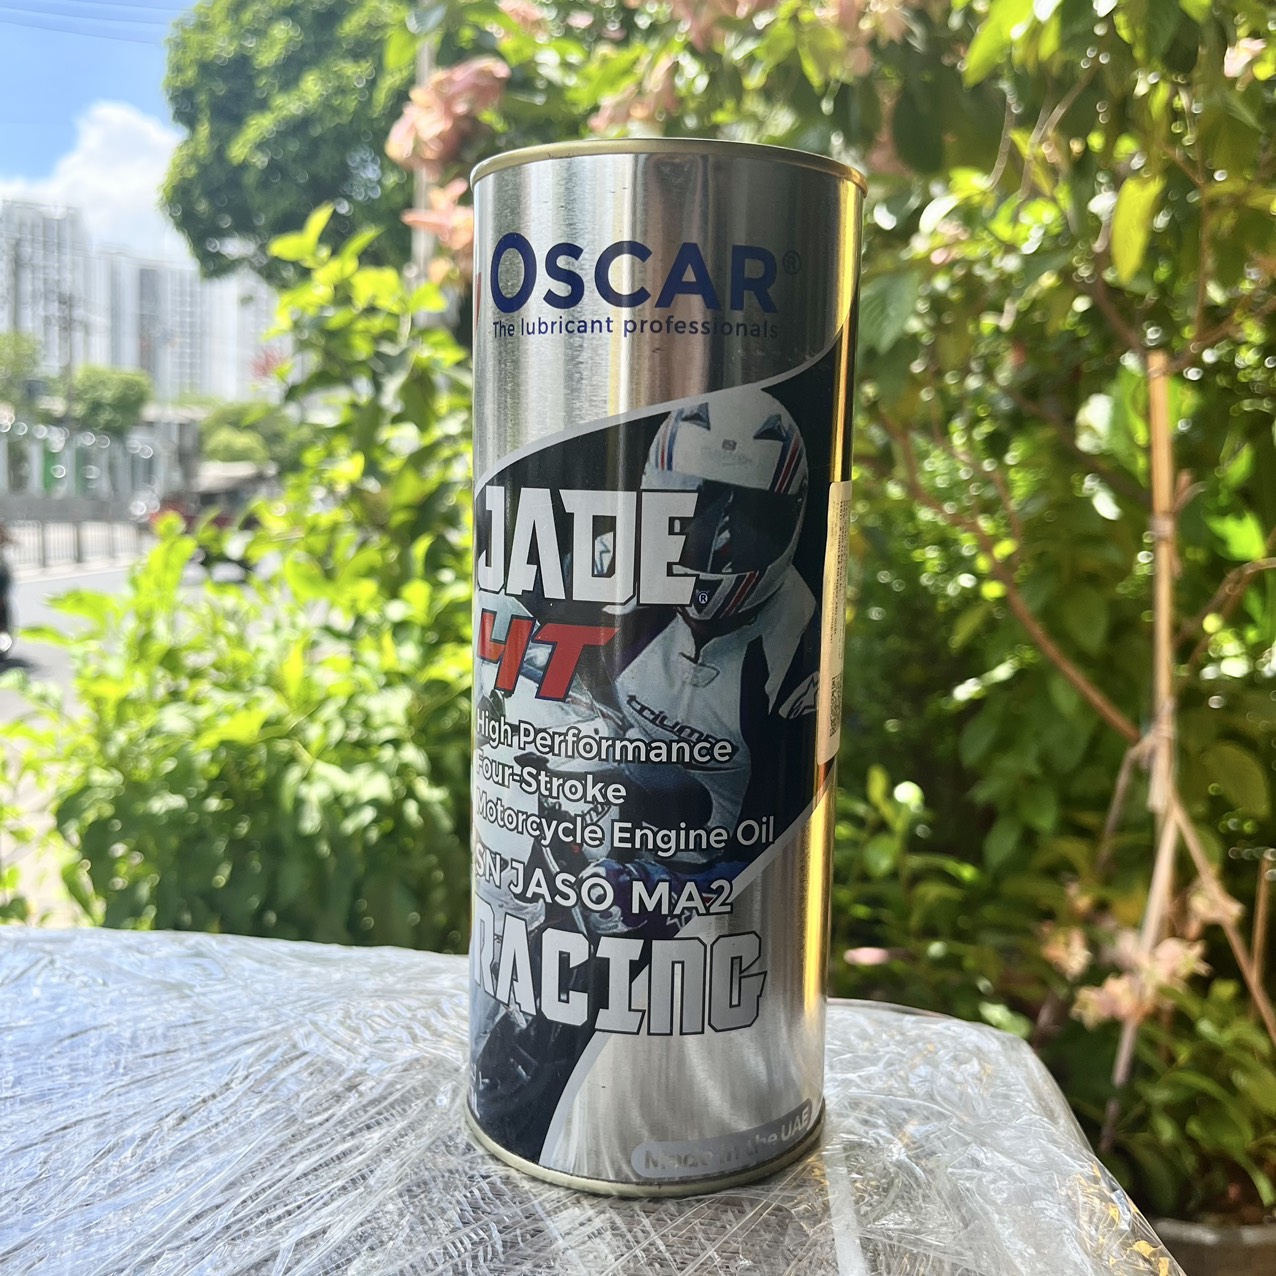 OSCAR®
The lubricant professionals
JADE
®
4T
triump
High Performance
Four-Stroke
Motorcycle Engine Oil
SN JASO MA2
RACING
Made in the UAE